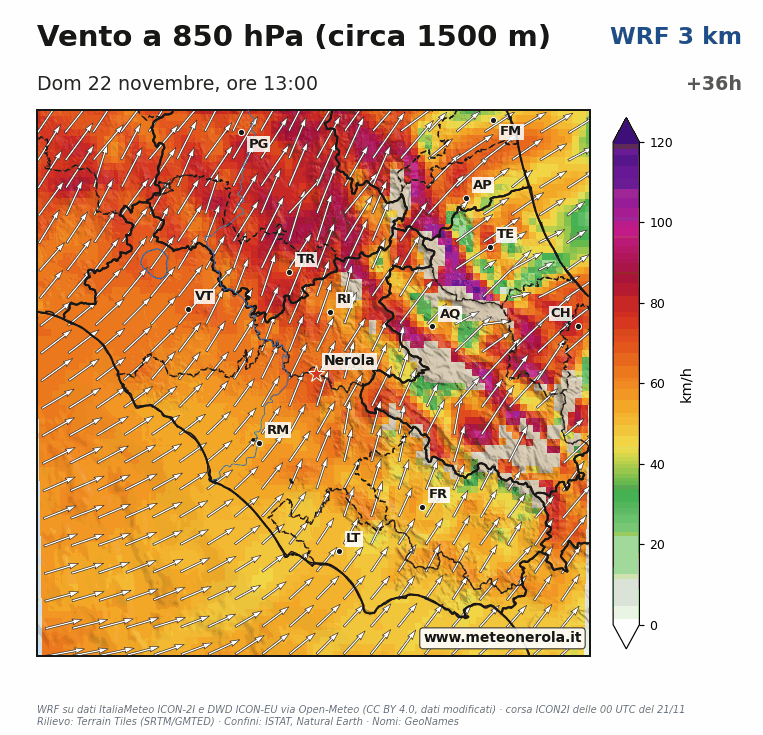 Vento a 850 hPa (circa 1500 m)
WRF 3 km
Dom 22 novembre, ore 13:00
+36h
PG
FM
AP
TE
TR
VT
RI
AQ
CH
Nerola
RM
FR
LT
www.meteonerola.it
120
100
80
60
40
20
0
km/h
WRF su dati ItaliaMeteo ICON-2I e DWD ICON-EU via Open-Meteo (CC BY 4.0, dati modificati) · corsa ICON2I delle 00 UTC del 21/11
Rilievo: Terrain Tiles (SRTM/GMTED) · Confini: ISTAT, Natural Earth · Nomi: GeoNames